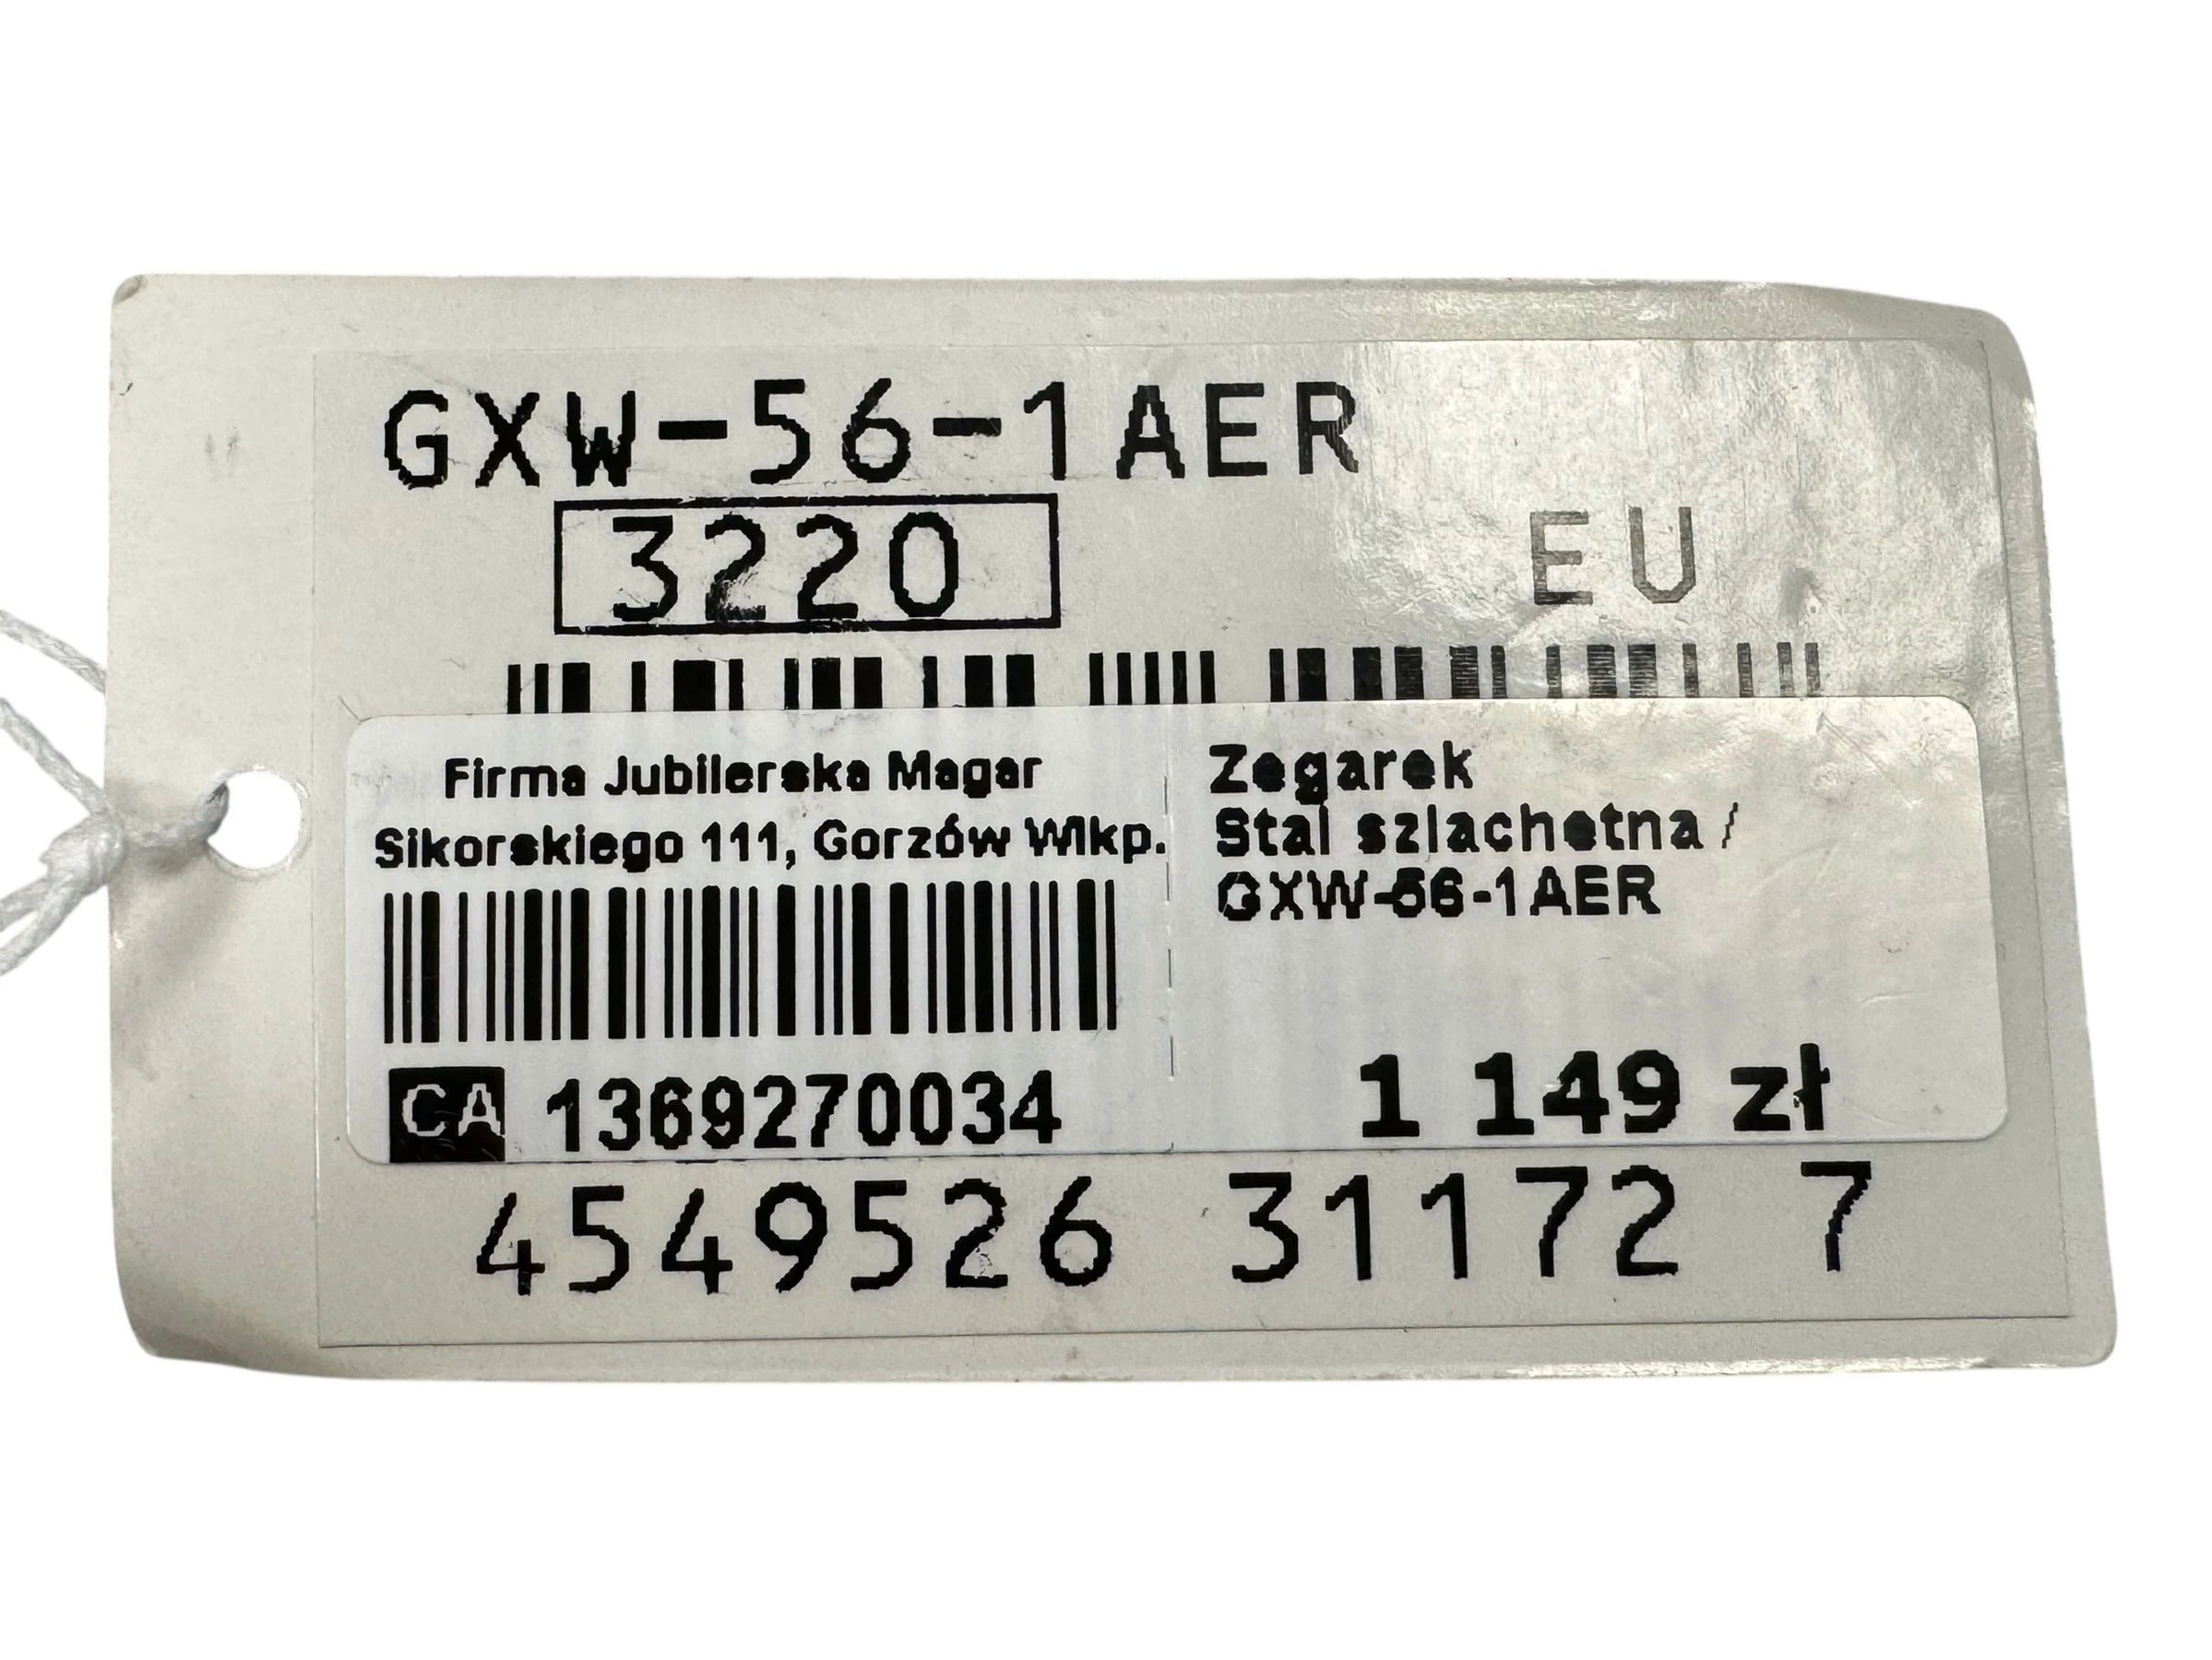 GXW-56-1AER
3220
EU
Firma Jubilerska Magar
Sikorskiego 111, Gorzów Wlkp.
CA 1369270034
Zegarek
Stal szlachetna /
GXW-56-1AER
1 149 zł
4549526 31172 7